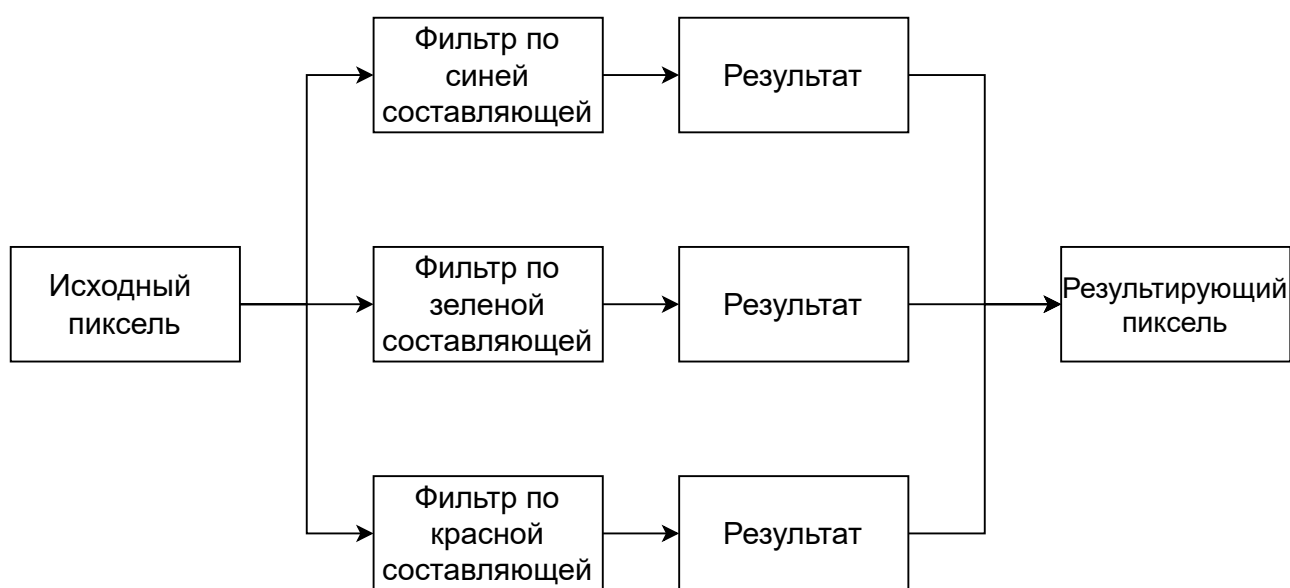 Фильтр по
синей
составляющей
Результат
Исходный
пиксель
Фильтр по
зеленой
составляющей
Результат
Результирующий
пиксель
Фильтр по
красной
составляющей
Результат